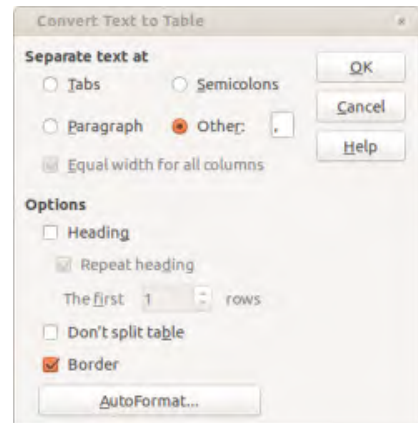 Convert Text to Table
Separate text at
Tabs
Semicolons
OK
Cancel
Paragraph
Other:
,
Help
Equal width for all columns
Options
Heading
Repeat heading
The first 1 rows
Don't split table
Border
AutoFormat...